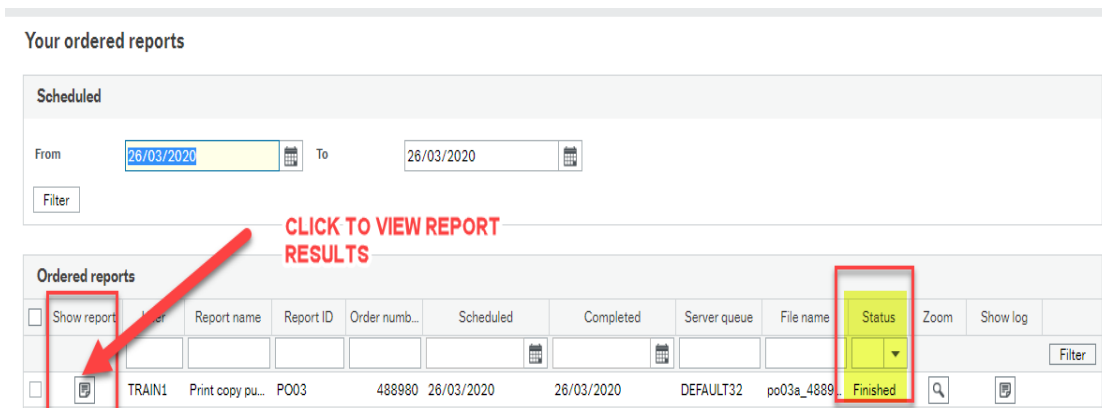 Your ordered reports
Scheduled
From 26/03/2020 To 26/03/2020
Filter
CLICK TO VIEW REPORT
RESULTS
Ordered reports
Show report Report name Report ID Order numb... Scheduled Completed Server queue File name Status Zoom Show log
Filter
TRAIN1 Print copy pu... PO03 488980 26/03/2020 26/03/2020 DEFAULT32 po03a_4889... Finished